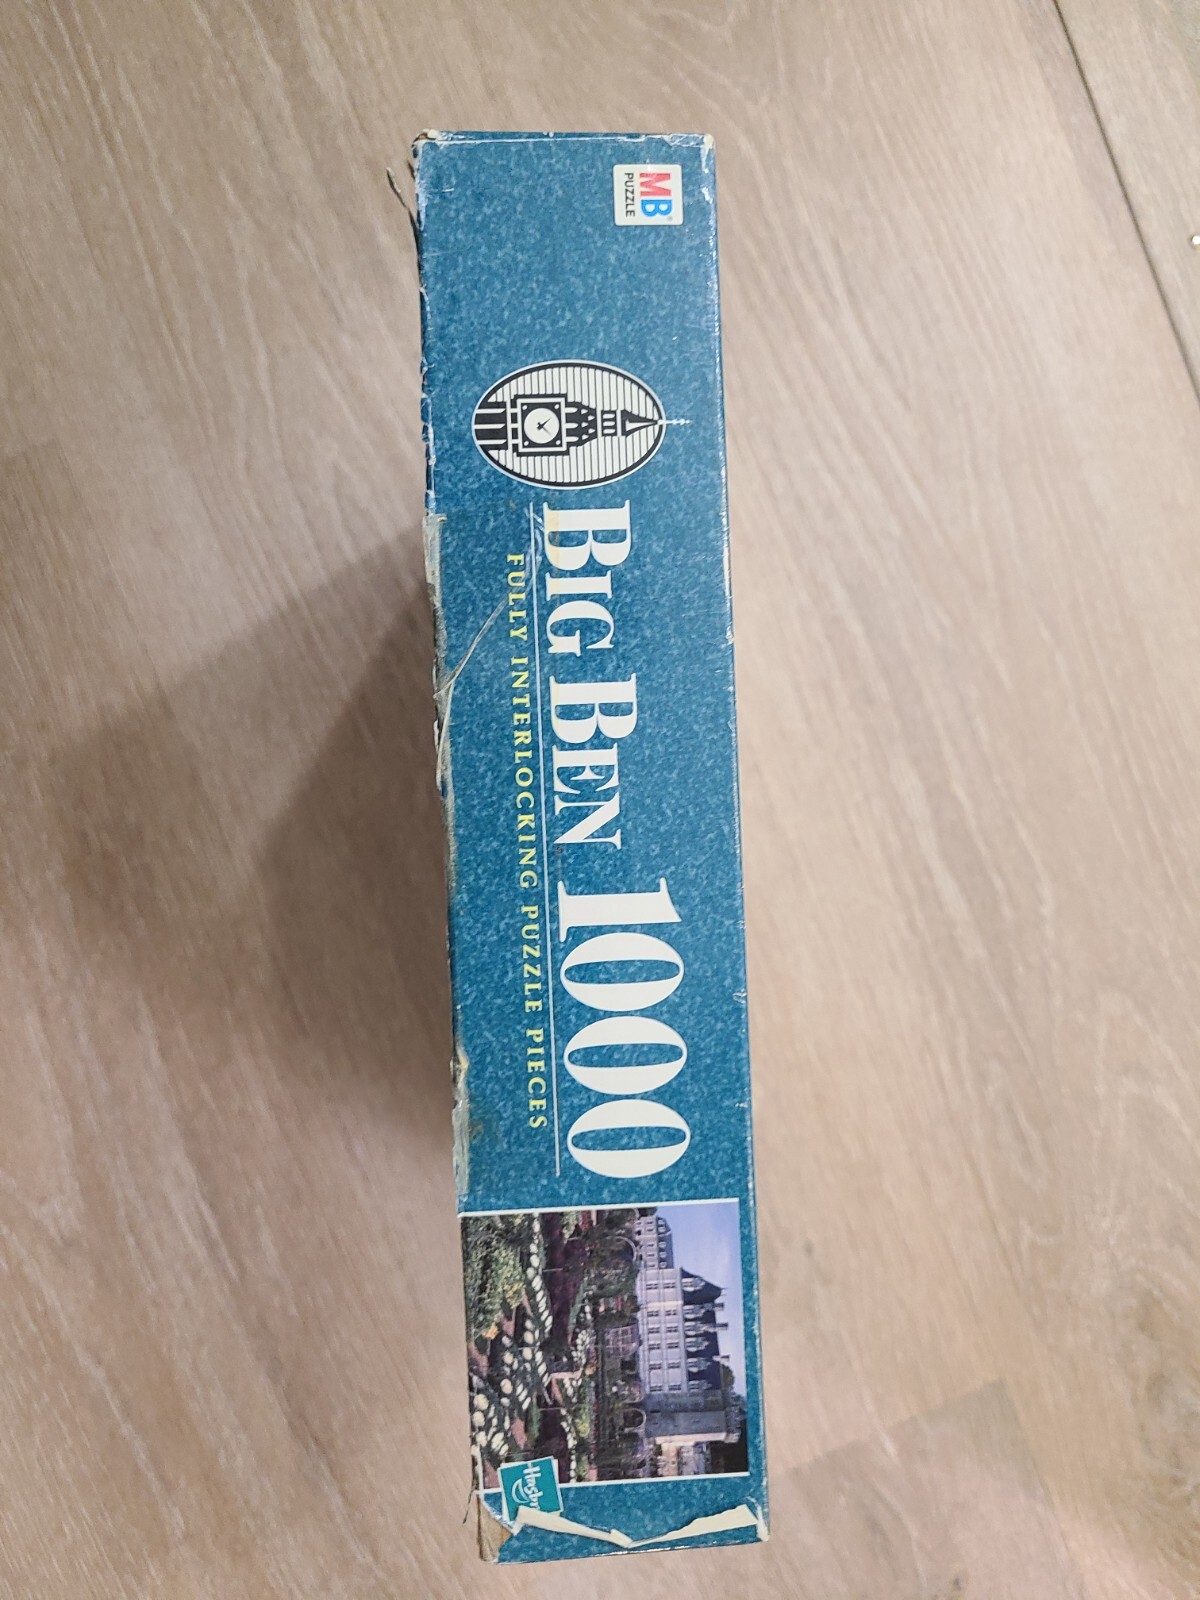 MB
PUZZLE
BIG BEN 1000
FULLY INTERLOCKING PUZZLE PIECES